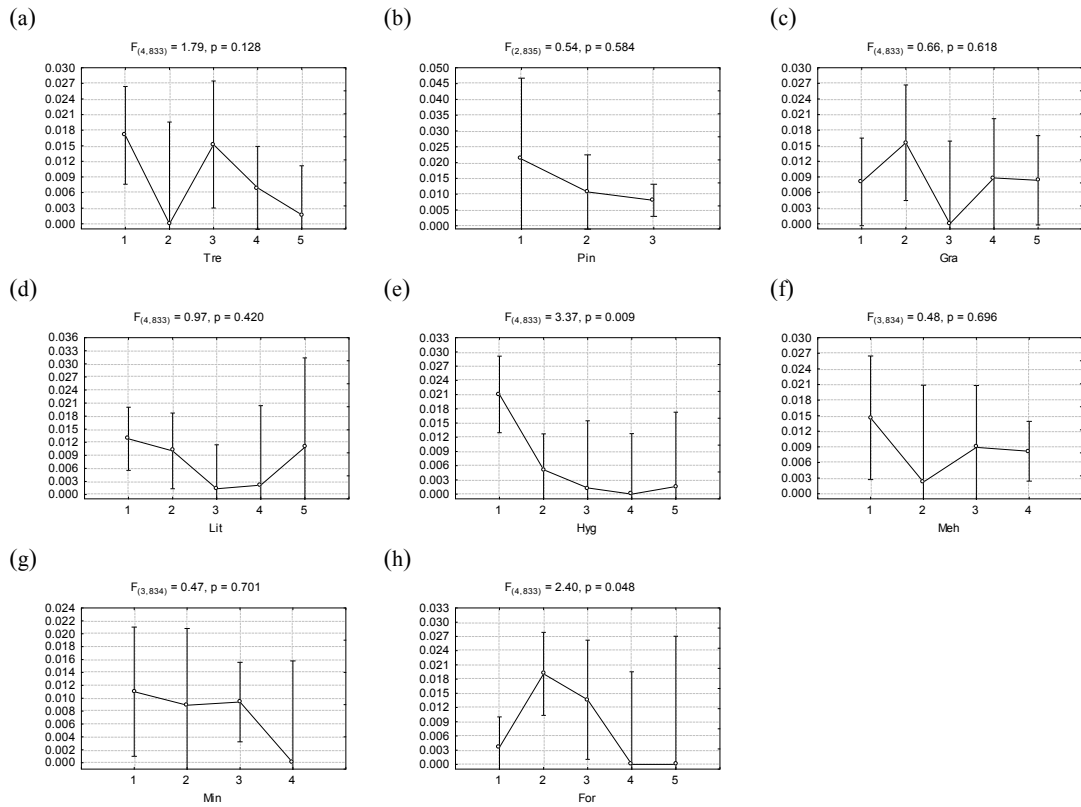 (a)
F(4,833) = 1.79, p = 0.128
0.030
0.027
0.024
0.021
0.018
0.015
0.012
0.009
0.006
0.003
0.000
1 2 3 4 5
Tre
(b)
F(2,835) = 0.54, p = 0.584
0.050
0.045
0.040
0.035
0.030
0.025
0.020
0.015
0.010
0.005
0.000
1 2 3
Pin
(c)
F(4,833) = 0.66, p = 0.618
0.030
0.027
0.024
0.021
0.018
0.015
0.012
0.009
0.006
0.003
0.000
1 2 3 4 5
Gra
(d)
F(4,833) = 0.97, p = 0.420
0.036
0.033
0.030
0.027
0.024
0.021
0.018
0.015
0.012
0.009
0.006
0.003
0.000
1 2 3 4 5
Lit
(e)
F(4,833) = 3.37, p = 0.009
0.033
0.030
0.027
0.024
0.021
0.018
0.015
0.012
0.009
0.006
0.003
0.000
1 2 3 4 5
Hyg
(f)
F(3,834) = 0.48, p = 0.696
0.030
0.027
0.024
0.021
0.018
0.015
0.012
0.009
0.006
0.003
0.000
1 2 3 4
Meh
(g)
F(3,834) = 0.47, p = 0.701
0.024
0.022
0.020
0.018
0.016
0.014
0.012
0.010
0.008
0.006
0.004
0.002
0.000
1 2 3 4
Min
(h)
F(4,833) = 2.40, p = 0.048
0.033
0.030
0.027
0.024
0.021
0.018
0.015
0.012
0.009
0.006
0.003
0.000
1 2 3 4 5
For